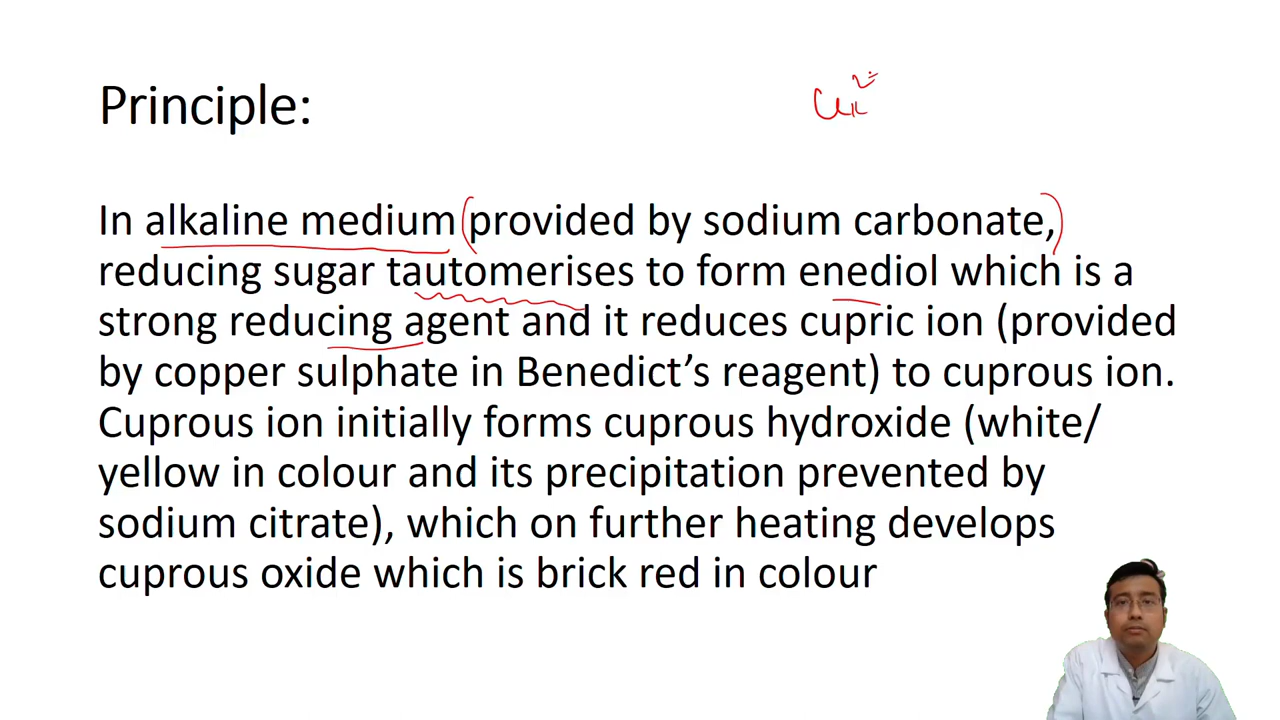 Principle:
Cu²⁺
In alkaline medium (provided by sodium carbonate,)
reducing sugar tautomerises to form enediol which is a
strong reducing agent and it reduces cupric ion (provided
by copper sulphate in Benedict’s reagent) to cuprous ion.
Cuprous ion initially forms cuprous hydroxide (white/
yellow in colour and its precipitation prevented by
sodium citrate), which on further heating develops
cuprous oxide which is brick red in colour